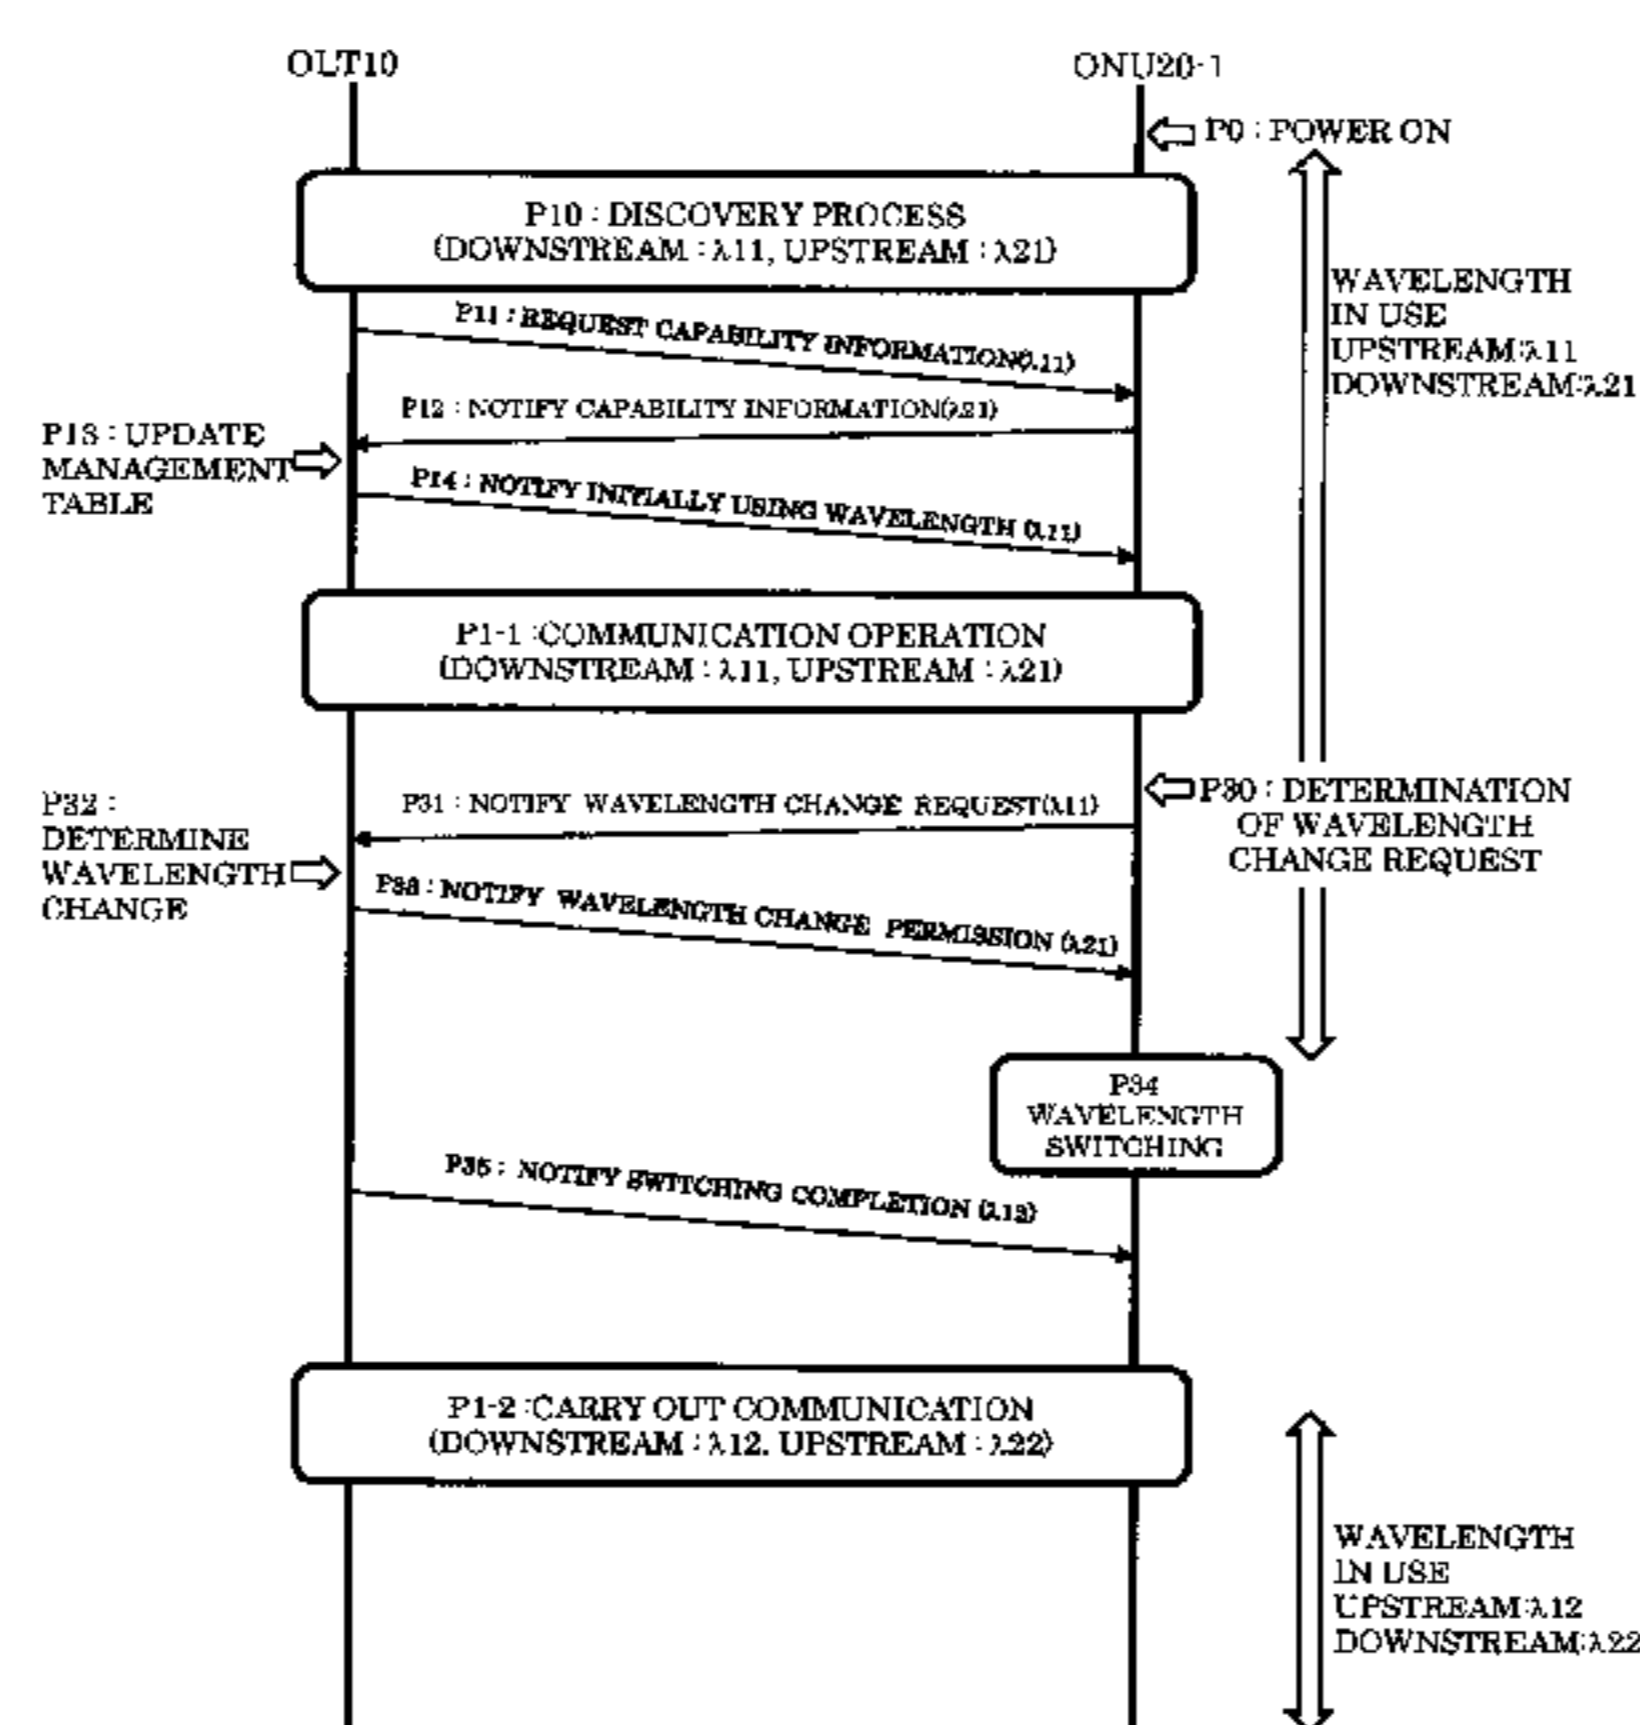 OLT10
ONU20-1
P0 : POWER ON
P10 : DISCOVERY PROCESS
(DOWNSTREAM : λ11, UPSTREAM : λ21)
WAVELENGTH
IN USE
UPSTREAM:λ11
DOWNSTREAM:λ21
P11 : REQUEST CAPABILITY INFORMATION(λ11)
P12 : NOTIFY CAPABILITY INFORMATION(λ21)
P13 : UPDATE
MANAGEMENT
TABLE
P14 : NOTIFY INITIALLY USING WAVELENGTH (λ11)
P1-1 :COMMUNICATION OPERATION
(DOWNSTREAM : λ11, UPSTREAM : λ21)
P30 : DETERMINATION
OF WAVELENGTH
CHANGE REQUEST
P31 : NOTIFY WAVELENGTH CHANGE REQUEST(λ11)
P32 :
DETERMINE
WAVELENGTH
CHANGE
P33 : NOTIFY WAVELENGTH CHANGE PERMISSION (λ21)
P34
WAVELENGTH
SWITCHING
P35 : NOTIFY SWITCHING COMPLETION
P1-2 :CARRY OUT COMMUNICATION
(DOWNSTREAM : λ12. UPSTREAM : λ22)
WAVELENGTH
IN USE
UPSTREAM:λ12
DOWNSTREAM:λ22